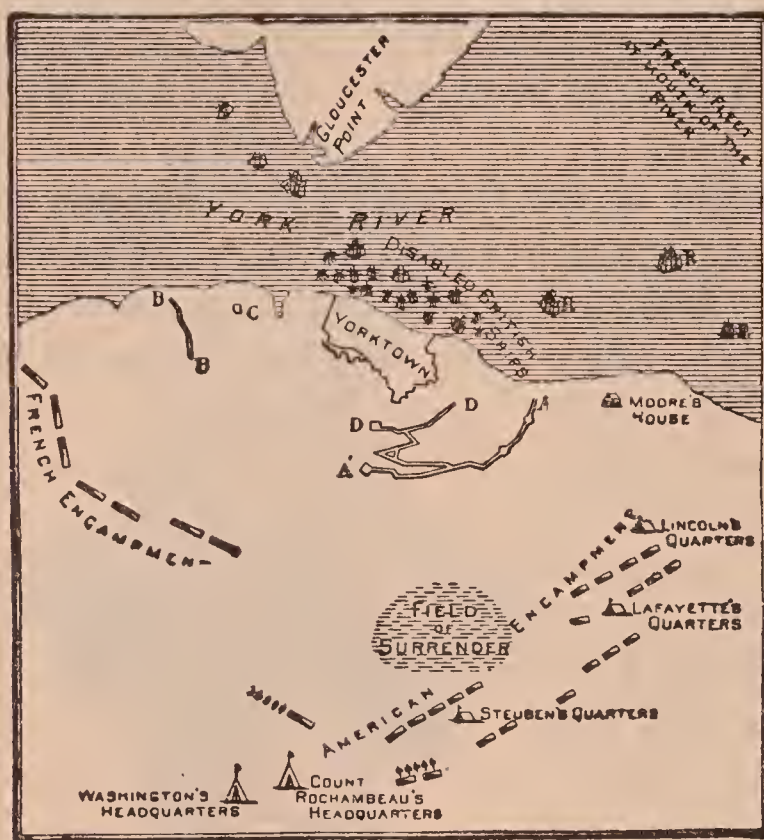 FRENCH FLEET
AT MOUTH OF THE
RIVER
GLOUCESTER
POINT
YORK RIVER
DISABLED BRITISH
SHIPS
R
R
R
B
C
B
YORKTOWN
D
D
A
A'
MOORE'S
HOUSE
FRENCH ENCAMPMENT
LINCOLN'S
QUARTERS
LAFAYETTE'S
QUARTERS
FIELD
OF
SURRENDER
AMERICAN ENCAMPMENT
STEUBEN'S QUARTERS
WASHINGTON'S
HEADQUARTERS
COUNT
ROCHAMBEAU'S
HEADQUARTERS